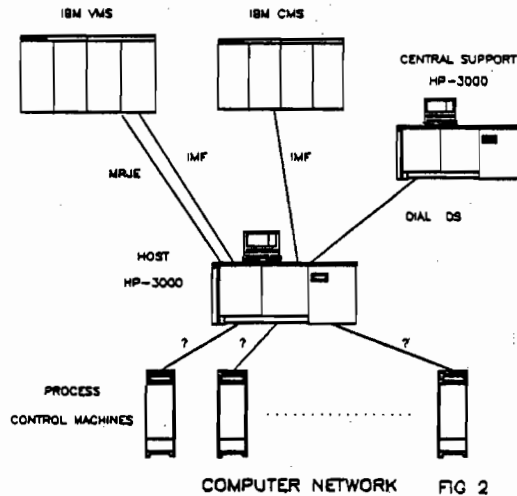 IBM VMS
IBM CMS
CENTRAL SUPPORT
HP-3000
IMF
IMF
MRJE
DIAL DS
HOST
HP-3000
? ? ?
PROCESS
CONTROL MACHINES
COMPUTER NETWORK FIG 2